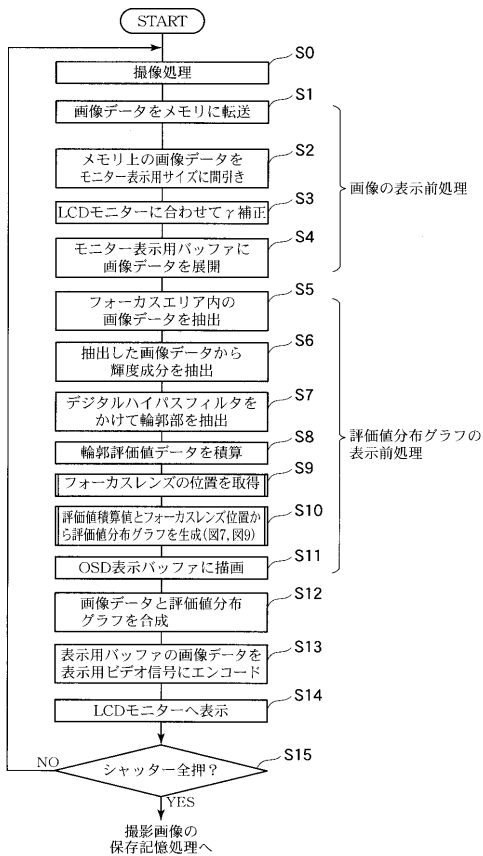 START
S0
撮像処理
S1
画像データをメモリに転送
S2
メモリ上の画像データを
モニター表示用サイズに間引き
S3
LCDモニターに合わせてγ補正
S4
モニター表示用バッファに
画像データを展開
画像の表示前処理
S5
フォーカスエリア内の
画像データを抽出
S6
抽出した画像データから
輝度成分を抽出
S7
デジタルハイパスフィルタを
かけて輪郭部を抽出
S8
輪郭評価値データを積算
S9
フォーカスレンズの位置を取得
S10
評価値積算値とフォーカスレンズ位置か
ら評価値分布グラフを生成(図7,図9)
S11
OSD表示バッファに描画
評価値分布グラフの
表示前処理
S12
画像データと評価値分布
グラフを合成
S13
表示用バッファの画像データを
表示用ビデオ信号にエンコード
S14
LCDモニターへ表示
S15
シャッター全押?
NO
YES
撮影画像の
保存記憶処理へ